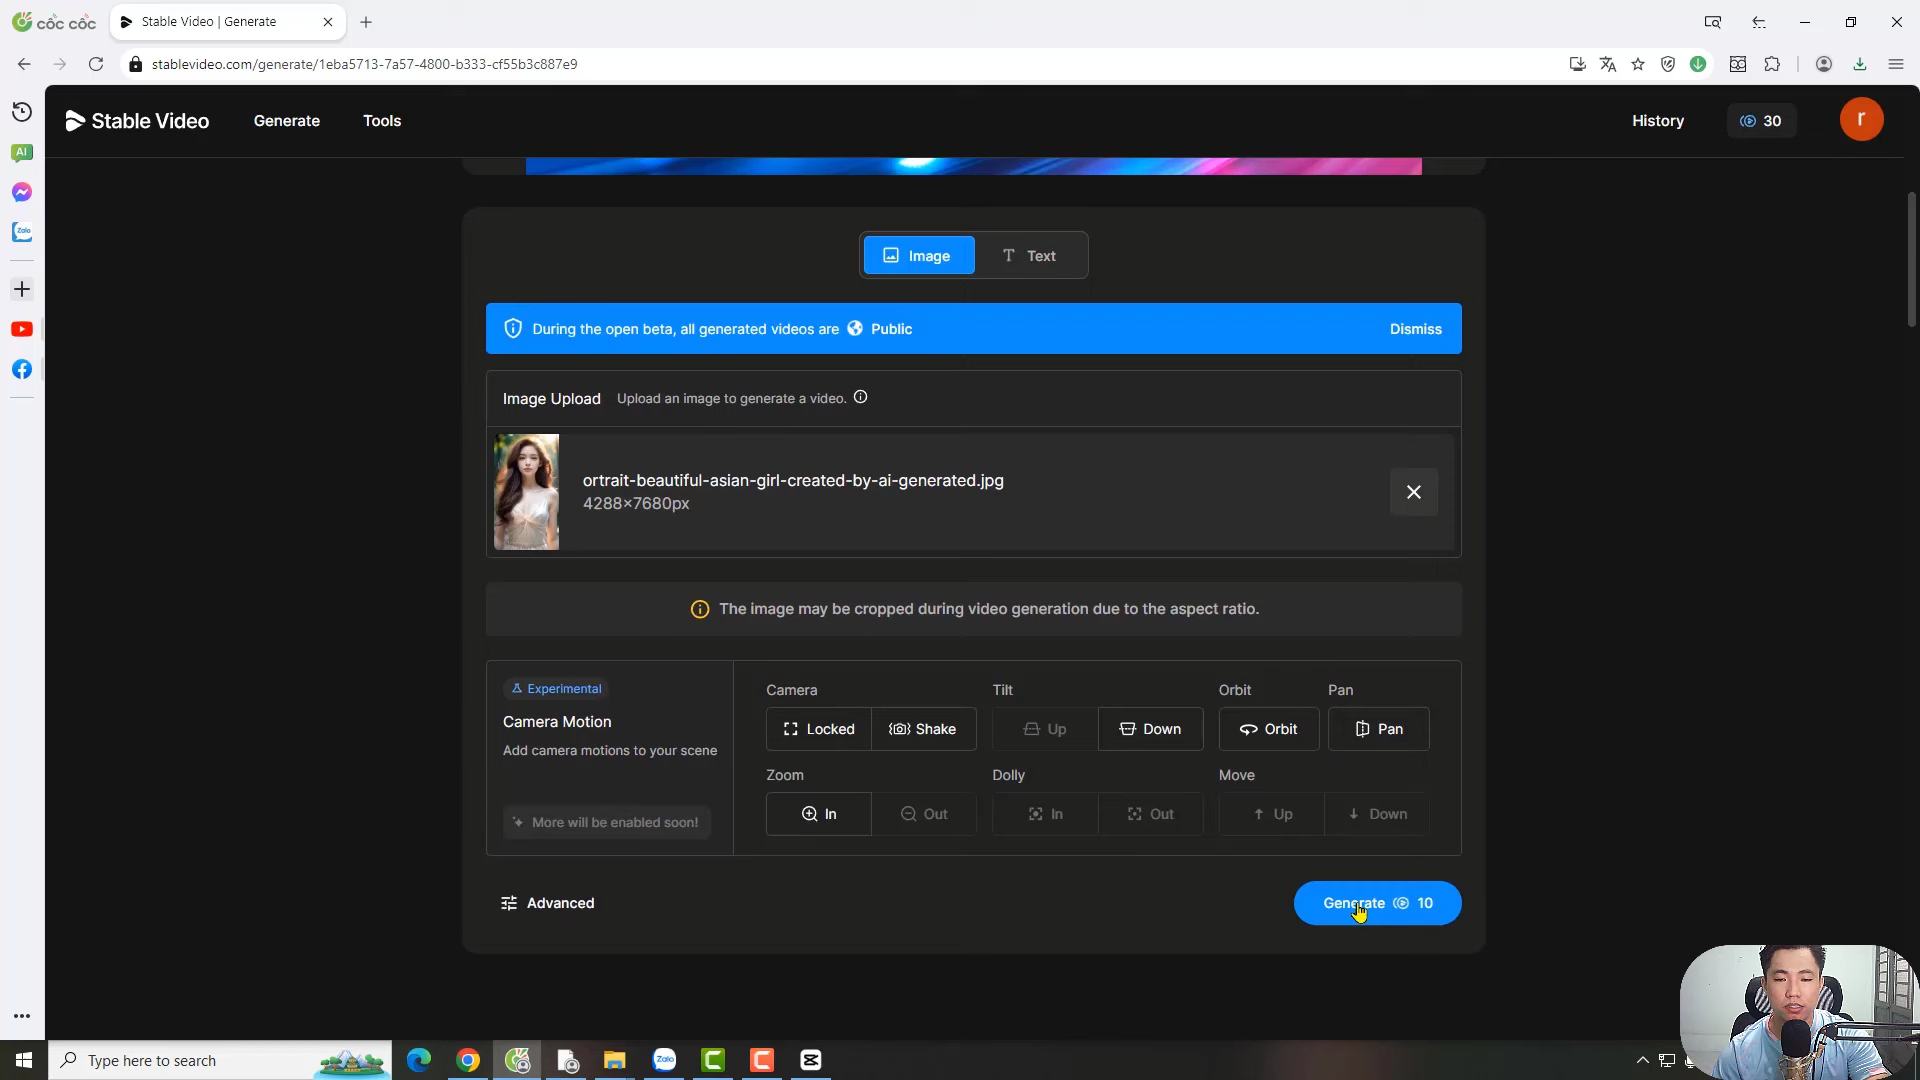 cốc cốc
Stable Video | Generate
stablevideo.com/generate/1eba5713-7a57-4800-b333-cf55b3c887e9
Stable Video
Generate
Tools
History
30
r
AI
Zalo
Image
Text
During the open beta, all generated videos are Public
Dismiss
Image Upload
Upload an image to generate a video.
ortrait-beautiful-asian-girl-created-by-ai-generated.jpg
4288×7680px
The image may be cropped during video generation due to the aspect ratio.
Experimental
Camera Motion
Add camera motions to your scene
More will be enabled soon!
Camera
Tilt
Orbit
Pan
Locked
Shake
Up
Down
Orbit
Pan
Zoom
Dolly
Move
In
Out
In
Out
Up
Down
Advanced
Generate 10
Type here to search
Zalo